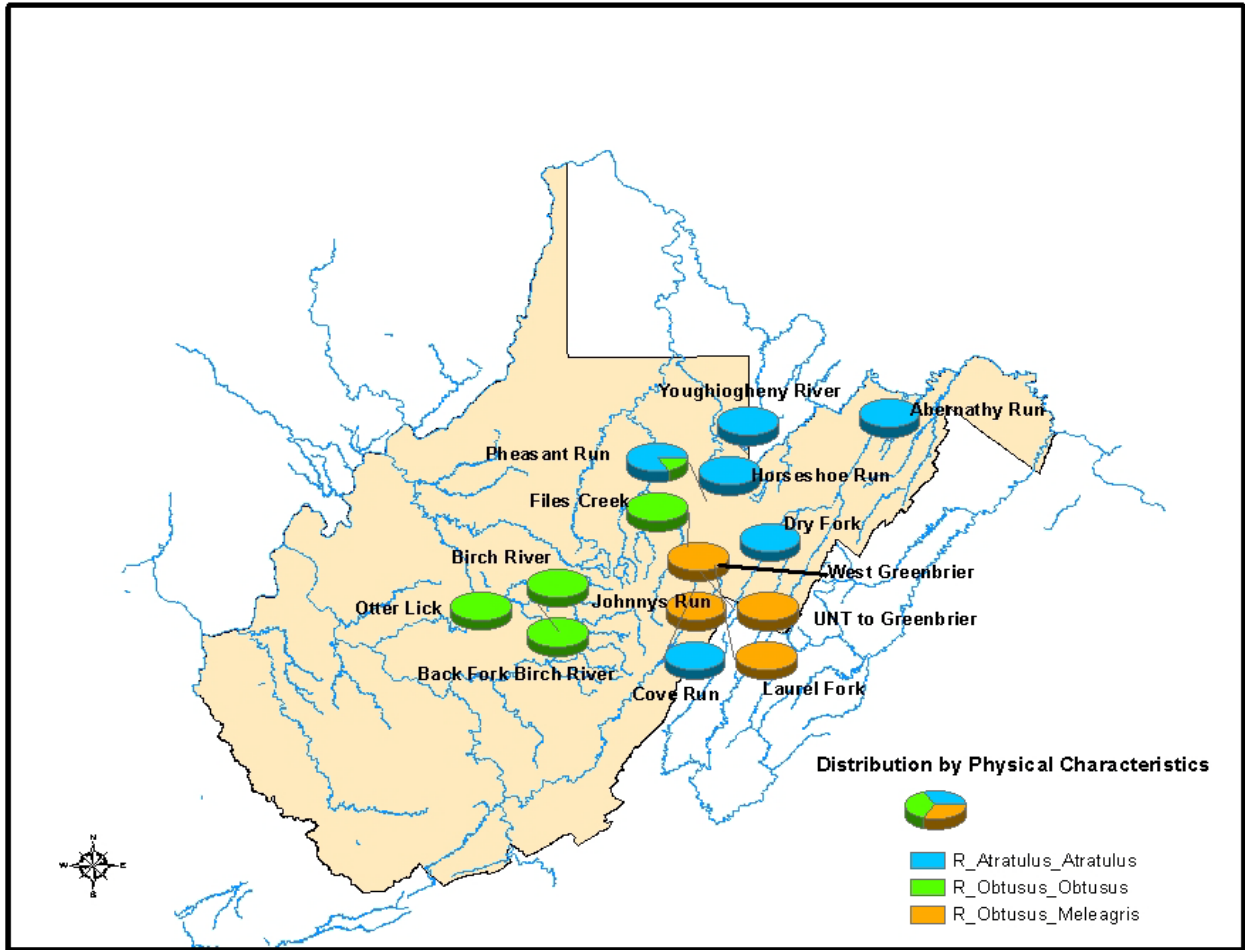 Youghiogheny River
Abernathy Run
Pheasant Run
Horseshoe Run
Files Creek
Dry Fork
Birch River
West Greenbrier
Otter Lick
Johnnys Run
UNT to Greenbrier
Back Fork Birch River
Cove Run
Laurel Fork
Distribution by Physical Characteristics
R_Atratulus_Atratulus
R_Obtusus_Obtusus
R_Obtusus_Meleagris
N
W E
S